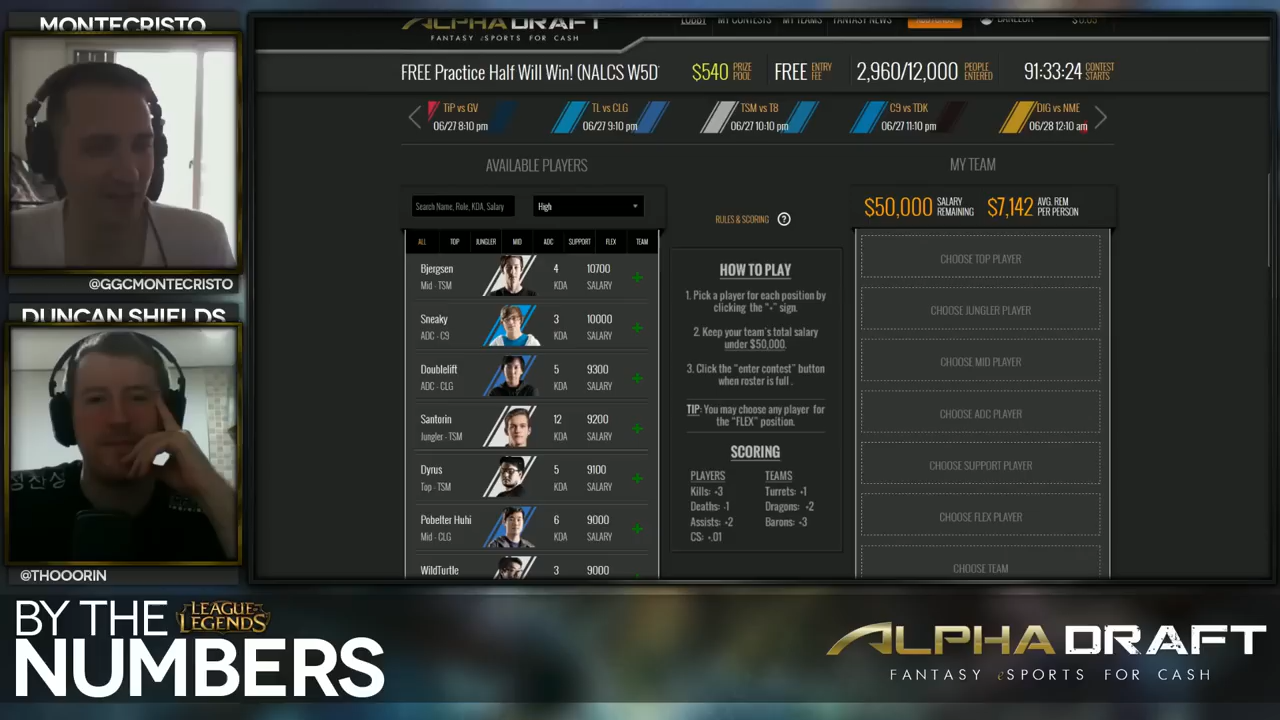 MONTECRISTO
@GGCMONTECRISTO
DUNCAN SHIELDS
정찬성
@THOOORIN
ALPHADRAFT
FANTASY eSPORTS FOR CASH
LOBBY MY CONTESTS MY TEAMS FANTASY NEWS
FREE Practice Half Will Win! (NALCS W5D
$540 PRIZE POOL
FREE ENTRY FEE
2,960/12,000 PEOPLE ENTERED
91:33:24 CONTEST STARTS
TiP vs GV
06/27 8:10 pm
TL vs CLG
06/27 9:10 pm
TSM vs T8
06/27 10:10 pm
C9 vs TDK
06/27 11:10 pm
DIG vs NME
06/28 12:10 am
AVAILABLE PLAYERS
Search Name, Role, KDA, Salary
High
ALL TOP JUNGLER MID ADC SUPPORT FLEX TEAM
Bjergsen 4 10700
Mid - TSM KDA SALARY
Sneaky 3 10000
ADC - C9 KDA SALARY
Doublelift 5 9300
ADC - CLG KDA SALARY
Santorin 12 9200
Jungler - TSM KDA SALARY
Dyrus 5 9100
Top - TSM KDA SALARY
Pobelter Huhi 6 9000
Mid - CLG KDA SALARY
WildTurtle 3 9000
RULES & SCORING ?
HOW TO PLAY
1. Pick a player for each position by
clicking the "+" sign.
2. Keep your team's total salary
under $50,000.
3. Click the "enter contest" button
when roster is full .
TIP: You may choose any player for
the "FLEX" position.
SCORING
PLAYERS TEAMS
Kills: +3 Turrets: +1
Deaths: -1 Dragons: +2
Assists: +2 Barons: +3
CS: +.01
MY TEAM
$50,000 SALARY REMAINING
$7,142 AVG. REM PER PERSON
CHOOSE TOP PLAYER
CHOOSE JUNGLER PLAYER
CHOOSE MID PLAYER
CHOOSE ADC PLAYER
CHOOSE SUPPORT PLAYER
CHOOSE FLEX PLAYER
CHOOSE TEAM
BY THE LEAGUE OF LEGENDS
NUMBERS
ALPHADRAFT
FANTASY eSPORTS FOR CASH